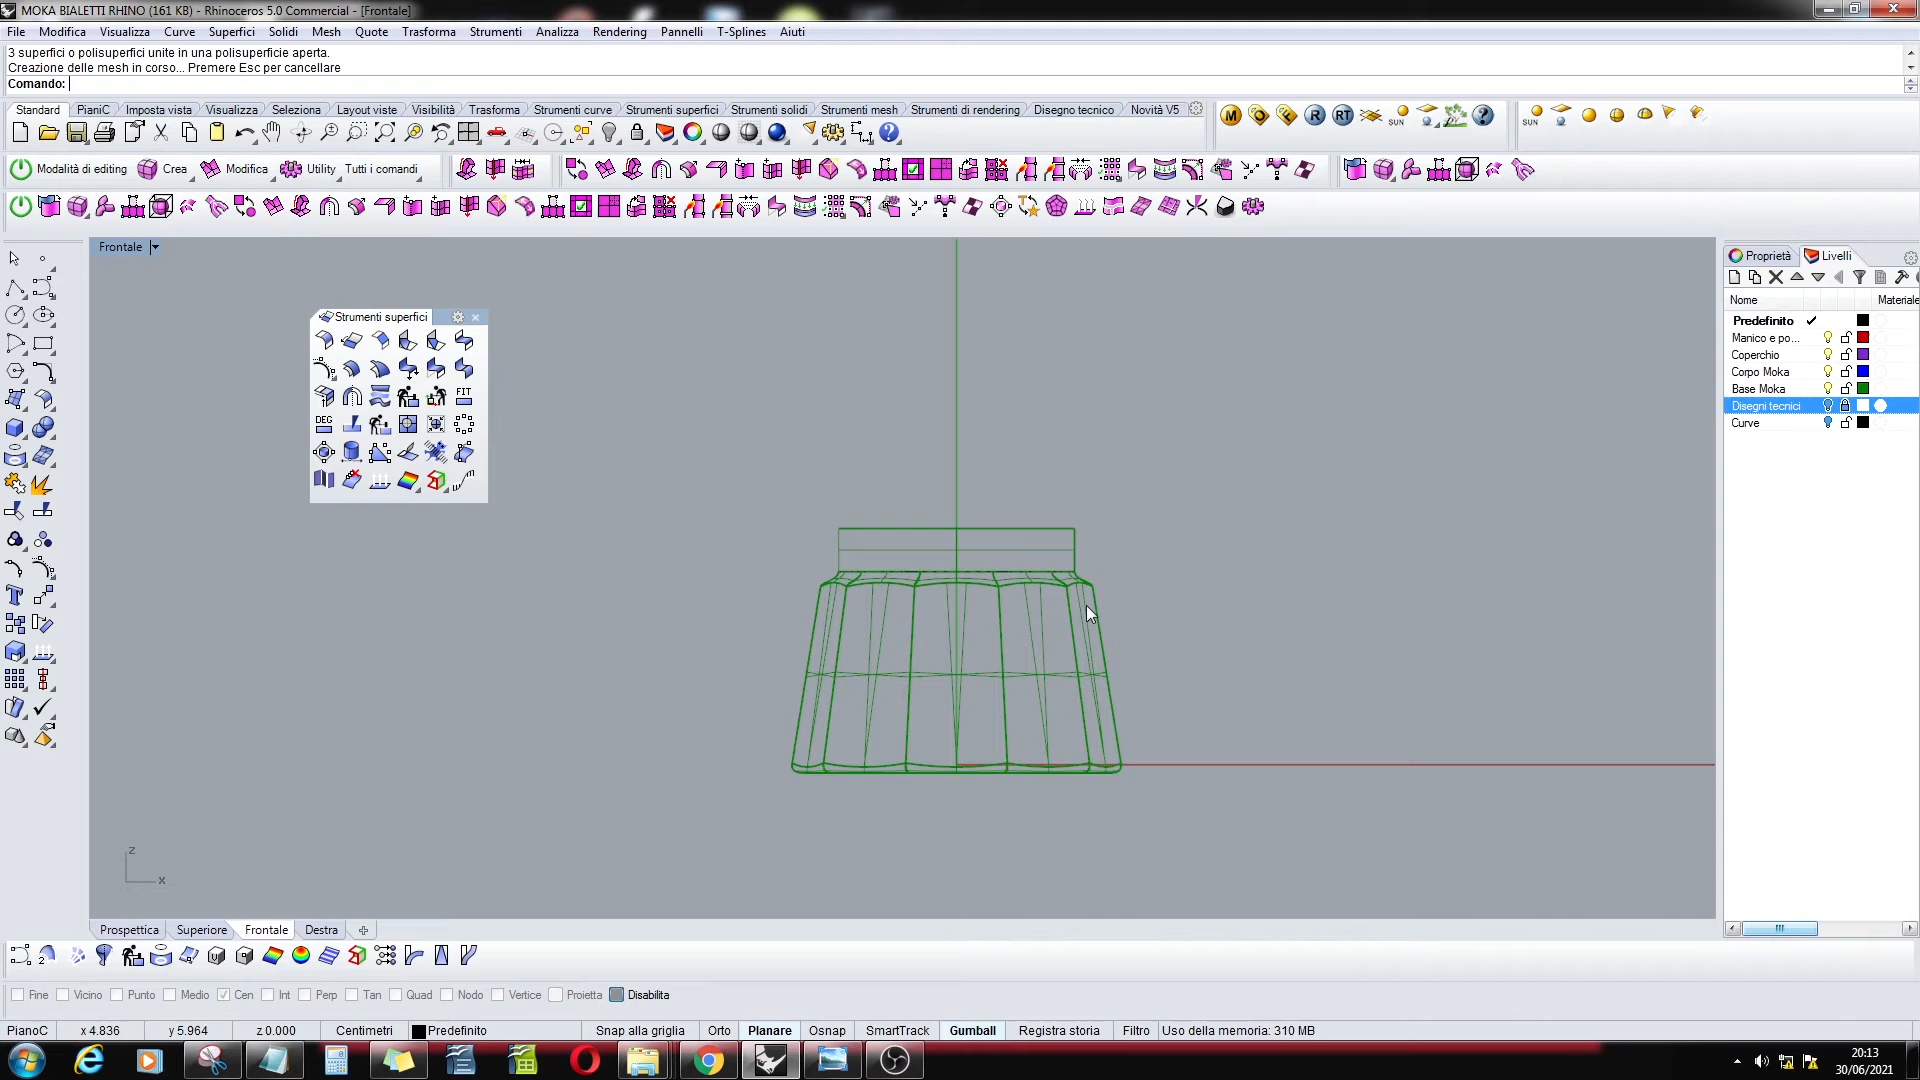 MOKA BIALETTI RHINO (161 KB) - Rhinoceros 5.0 Commercial - [Frontale]
File Modifica Visualizza Curve Superfici Solidi Mesh Quote Trasforma Strumenti Analizza Rendering Pannelli T-Splines Aiuti
3 superfici o polisuperfici unite in una polisuperficie aperta.
Creazione delle mesh in corso... Premere Esc per cancellare
Comando:
Standard PianiC Imposta vista Visualizza Seleziona Layout viste Visibilità Trasforma Strumenti curve Strumenti superfici Strumenti solidi Strumenti mesh Strumenti di rendering Disegno tecnico Novità V5
M R RT SUN ? SUN
Modalità di editing Crea Modifica Utility Tutti i comandi
Frontale
Strumenti superfici
FIT
DEG
Proprietà Livelli
Nome Materiale
Predefinito
Manico e po...
Coperchio
Corpo Moka
Base Moka
Disegni tecnici
Curve
z
x
Prospettica Superiore Frontale Destra
Fine Vicino Punto Medio Cen Int Perp Tan Quad Nodo Vertice Proietta Disabilita
PianoC x 4.836 y 5.964 z 0.000 Centimetri Predefinito Snap alla griglia Orto Planare Osnap SmartTrack Gumball Registra storia Filtro Uso della memoria: 310 MB
20:13
30/06/2021